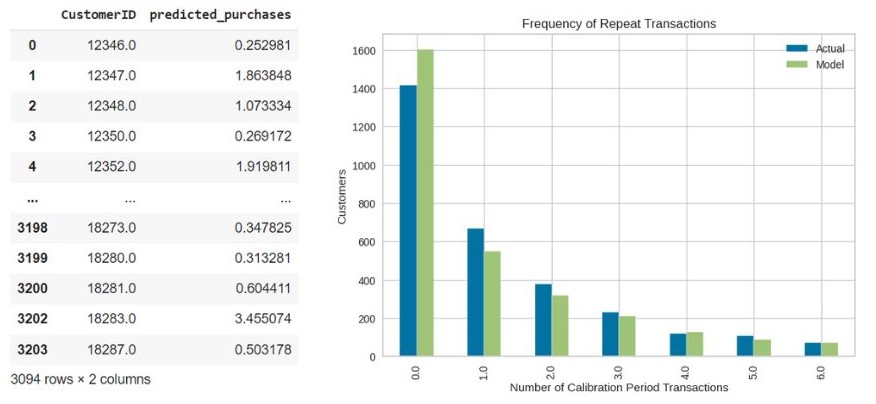 CustomerID predicted_purchases
0 12346.0 0.252981
1 12347.0 1.863848
2 12348.0 1.073334
3 12350.0 0.269172
4 12352.0 1.919811
... ... ...
3198 18273.0 0.347825
3199 18280.0 0.313281
3200 18281.0 0.604411
3202 18283.0 3.455074
3203 18287.0 0.503178
3094 rows × 2 columns
Frequency of Repeat Transactions
Actual
Model
1600
1400
1200
1000
800
600
400
200
0
Customers
0.0 1.0 2.0 3.0 4.0 5.0 6.0
Number of Calibration Period Transactions